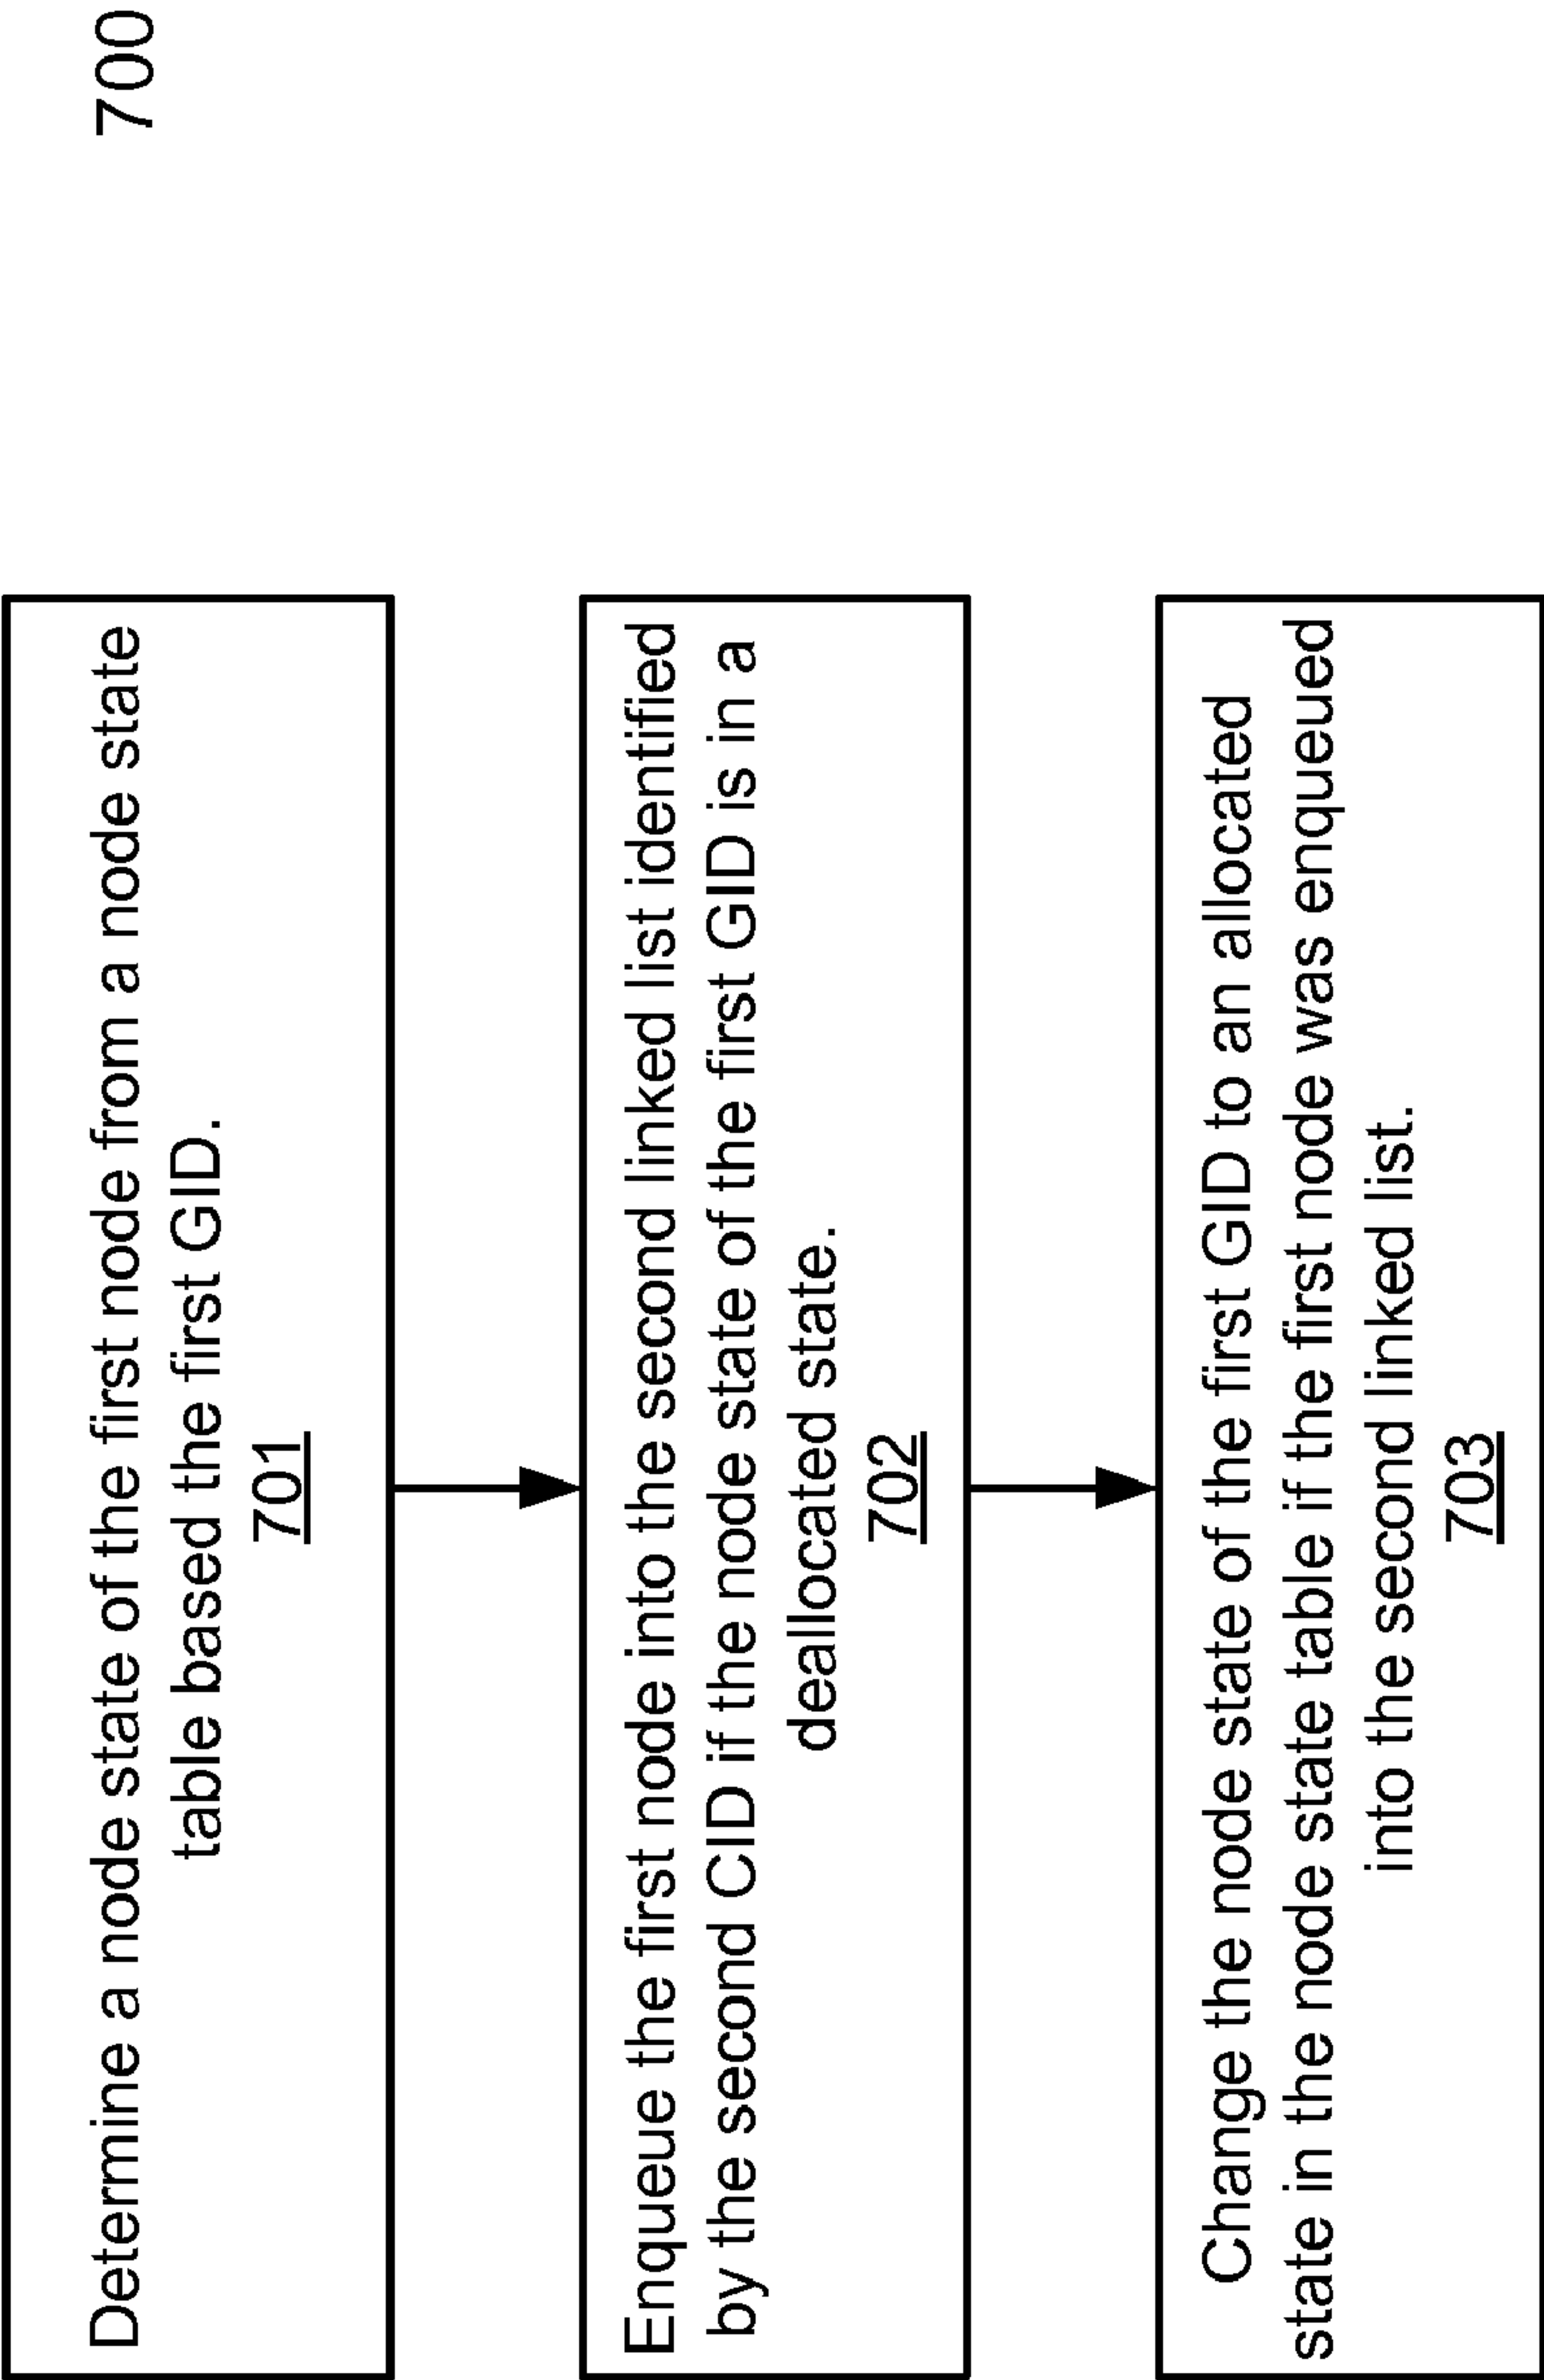 700
Determine a node state of the first node from a node state
table based the first GID.
701
Enqueue the first node into the second linked list identified
by the second CID if the node state of the first GID is in a
deallocated state.
702
Change the node state of the first GID to an allocated
state in the node state table if the first node was enqueued
into the second linked list.
703